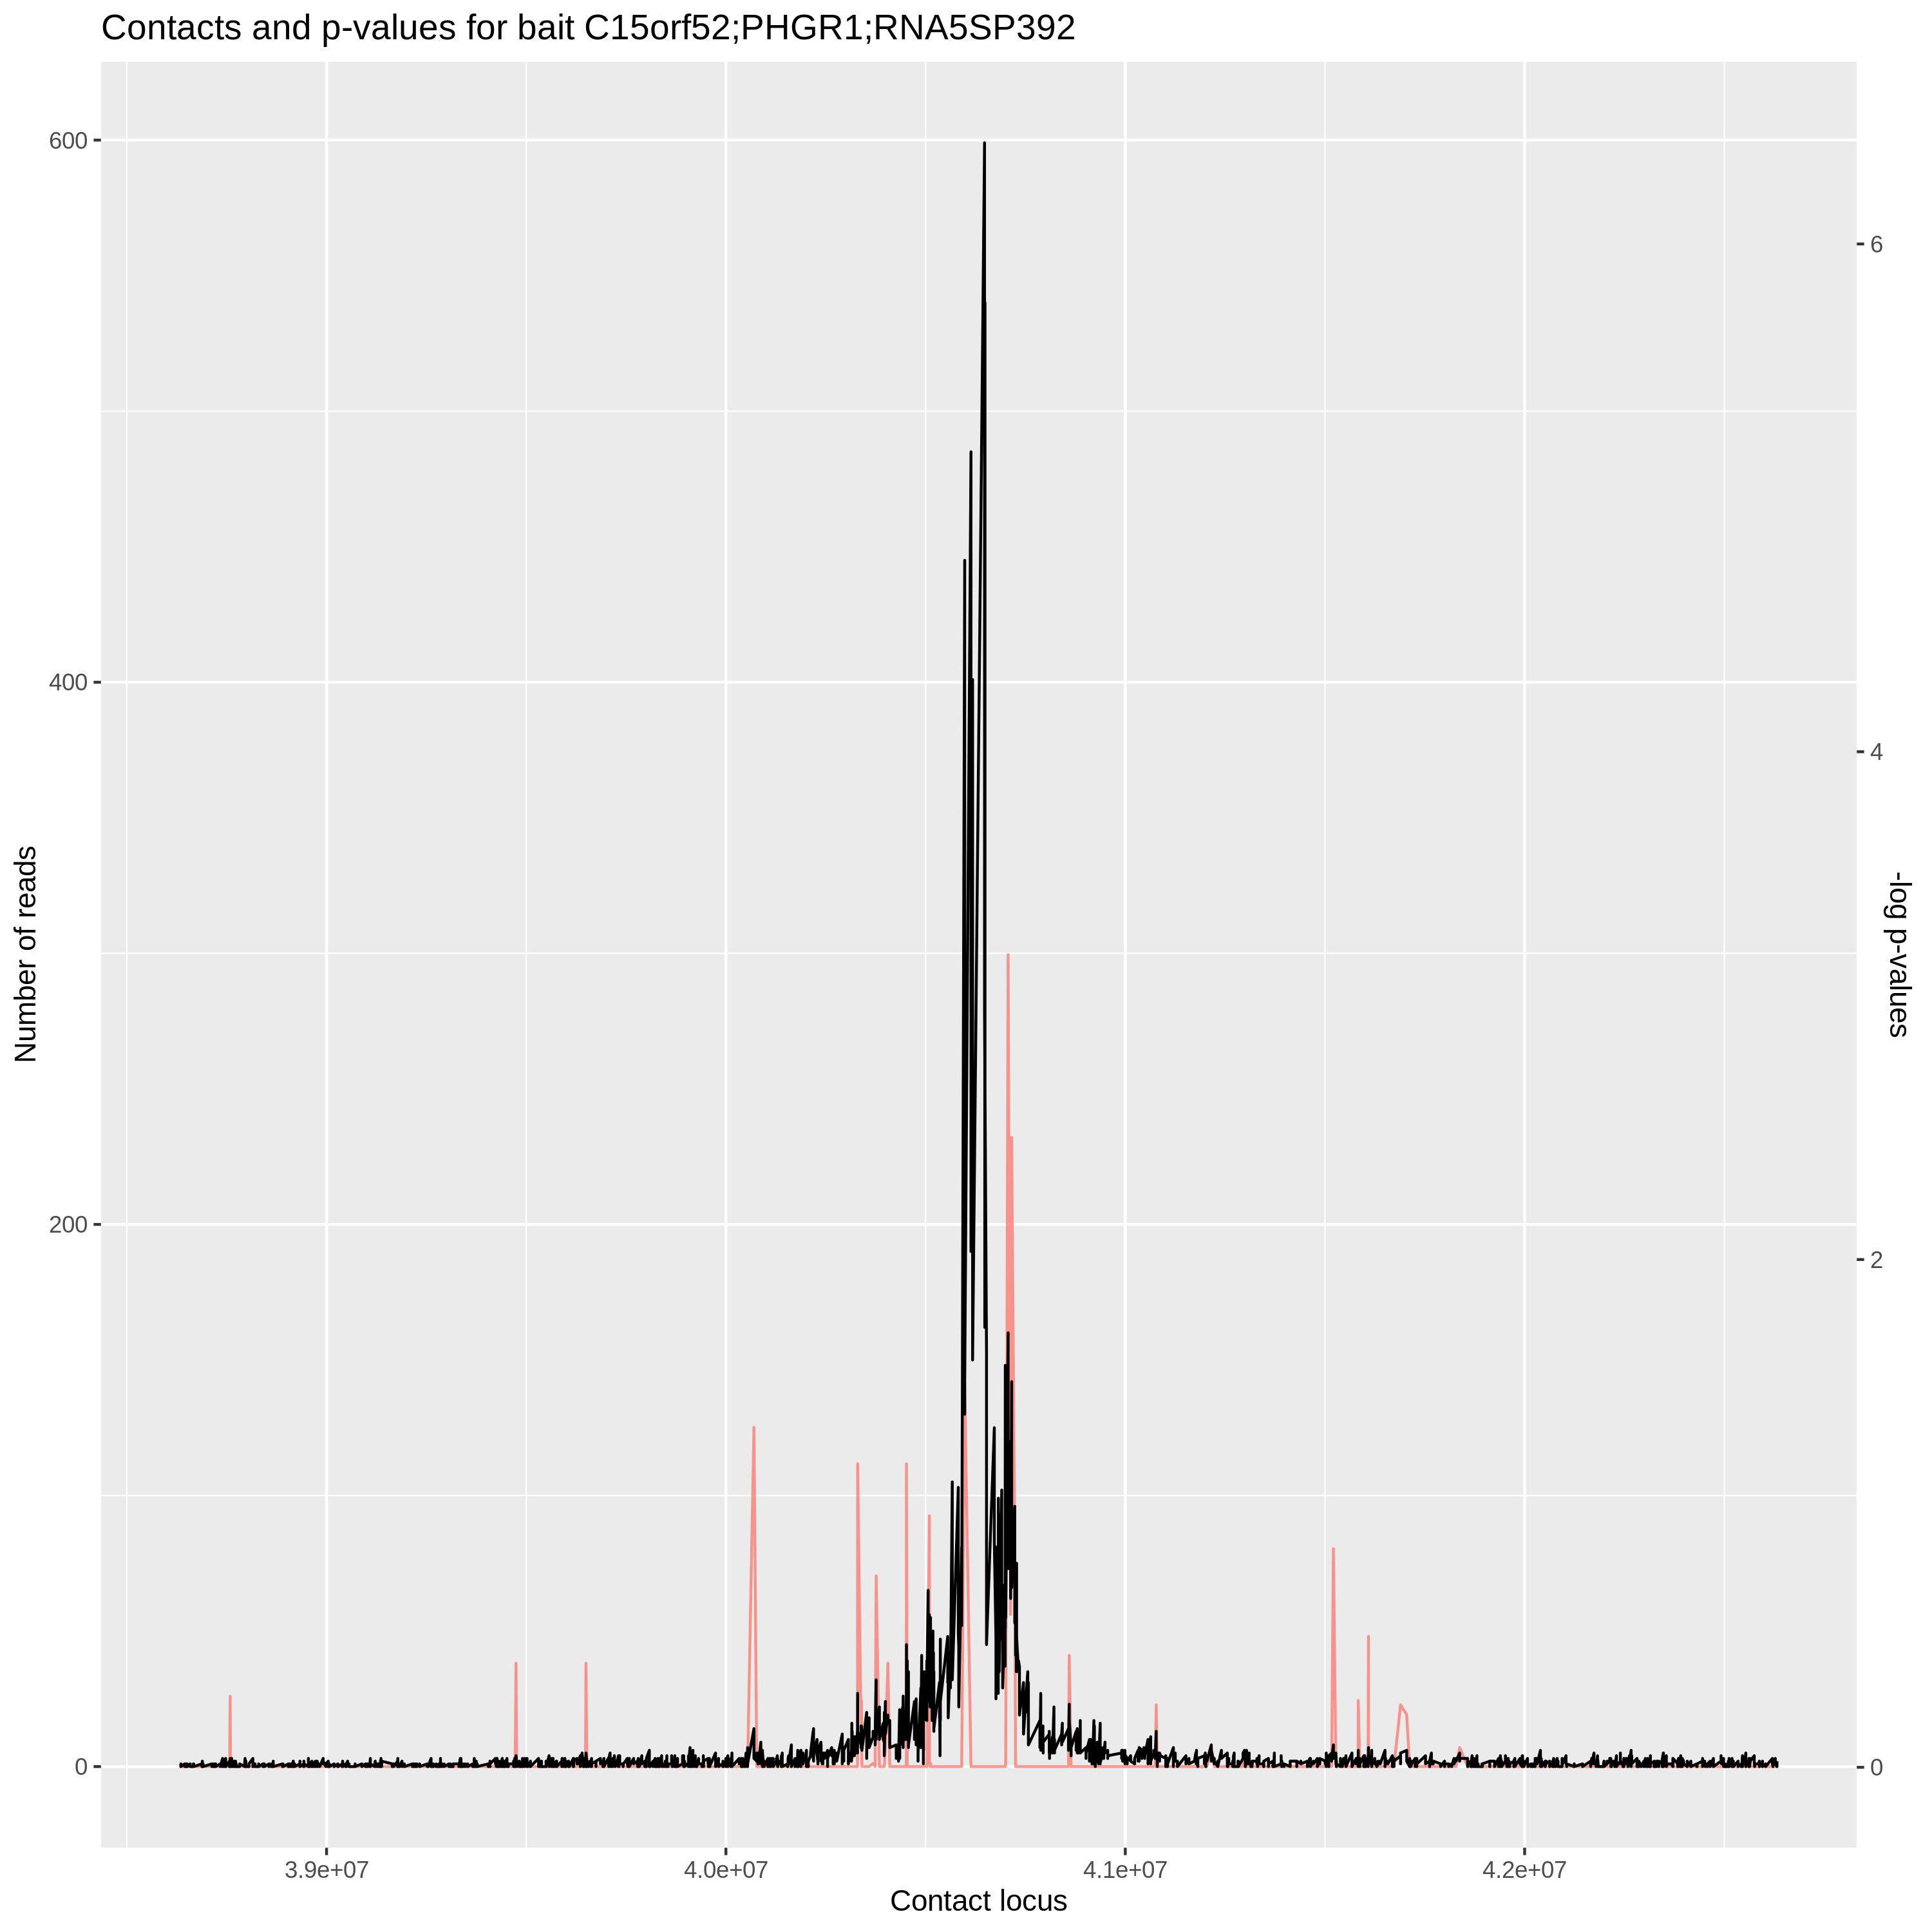 Contacts and p-values for bait C15orf52;PHGR1;RNA5SP392
600
400
200
0
Number of reads
6
4
2
0
-log p-values
3.9e+07
4.0e+07
4.1e+07
4.2e+07
Contact locus